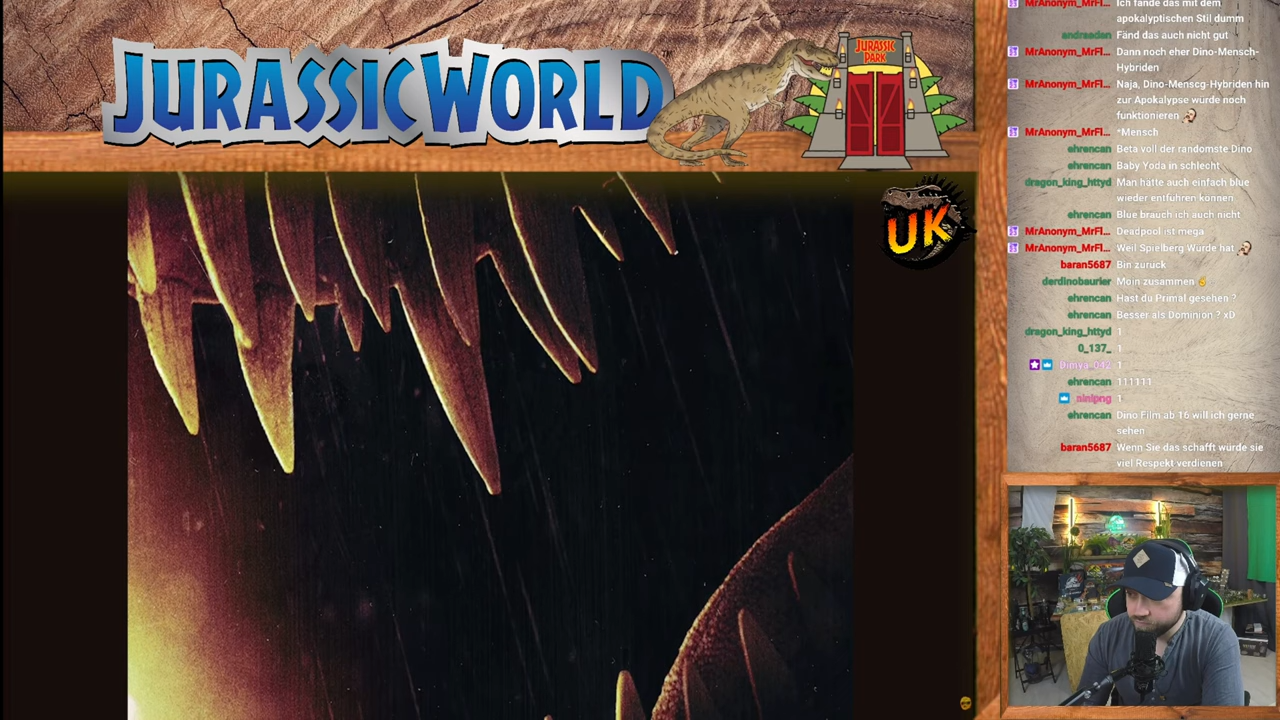 JURASSIC WORLD
JURASSIC
PARK
UK
MrAnonym_MrFl... Ich fände das mit dem
apokalyptischen Stil dumm
andreaden Fänd das auch nicht gut
MrAnonym_MrFl... Dann noch eher Dino-Mensch-
Hybriden
MrAnonym_MrFl... Naja, Dino-Menscg-Hybriden hin
zur Apokalypse würde noch
funktionieren
MrAnonym_MrFl... *Mensch
ehrencan Beta voll der randomste Dino
ehrencan Baby Yoda in schlecht
dragon_king_httyd Man hätte auch einfach blue
wieder entführen können
ehrencan Blue brauch ich auch nicht
MrAnonym_MrFl... Deadpool ist mega
MrAnonym_MrFl... Weil Spielberg Würde hat
baran5687 Bin zurück
derdinobaurier Moin zusammen
ehrencan Hast du Primal gesehen ?
ehrencan Besser als Dominion ? xD
dragon_king_httyd 1
0_137_ 1
1
ehrencan 111111
ninipng 1
ehrencan Dino Film ab 16 will ich gerne
sehen
baran5687 Wenn Sie das schafft würde sie
viel Respekt verdienen